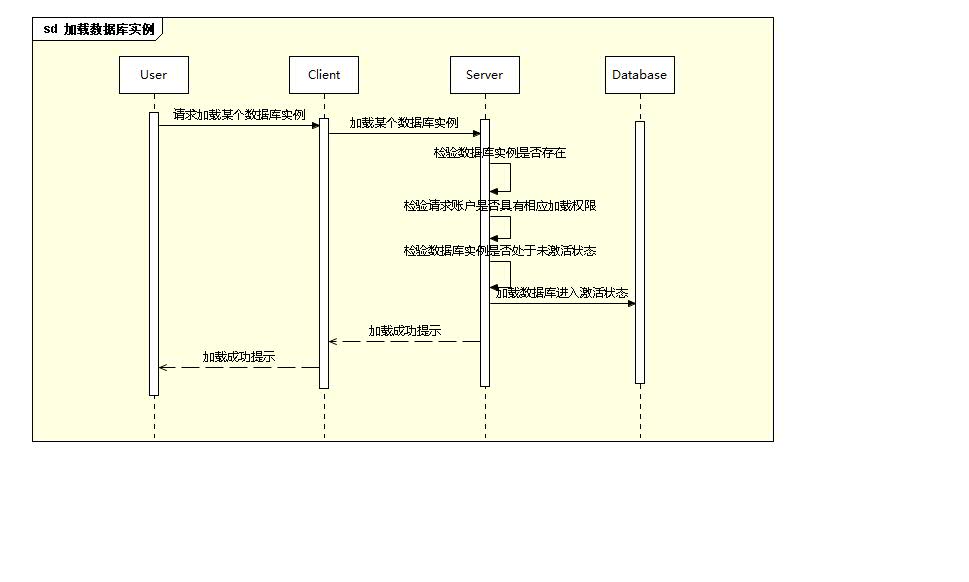 sd 加载数据库实例
User
Client
Server
Database
请求加载某个数据库实例
加载某个数据库实例
检验数据库实例是否存在
检验请求账户是否具有相应加载权限
检验数据库实例是否处于未激活状态
加载数据库进入激活状态
加载成功提示
加载成功提示